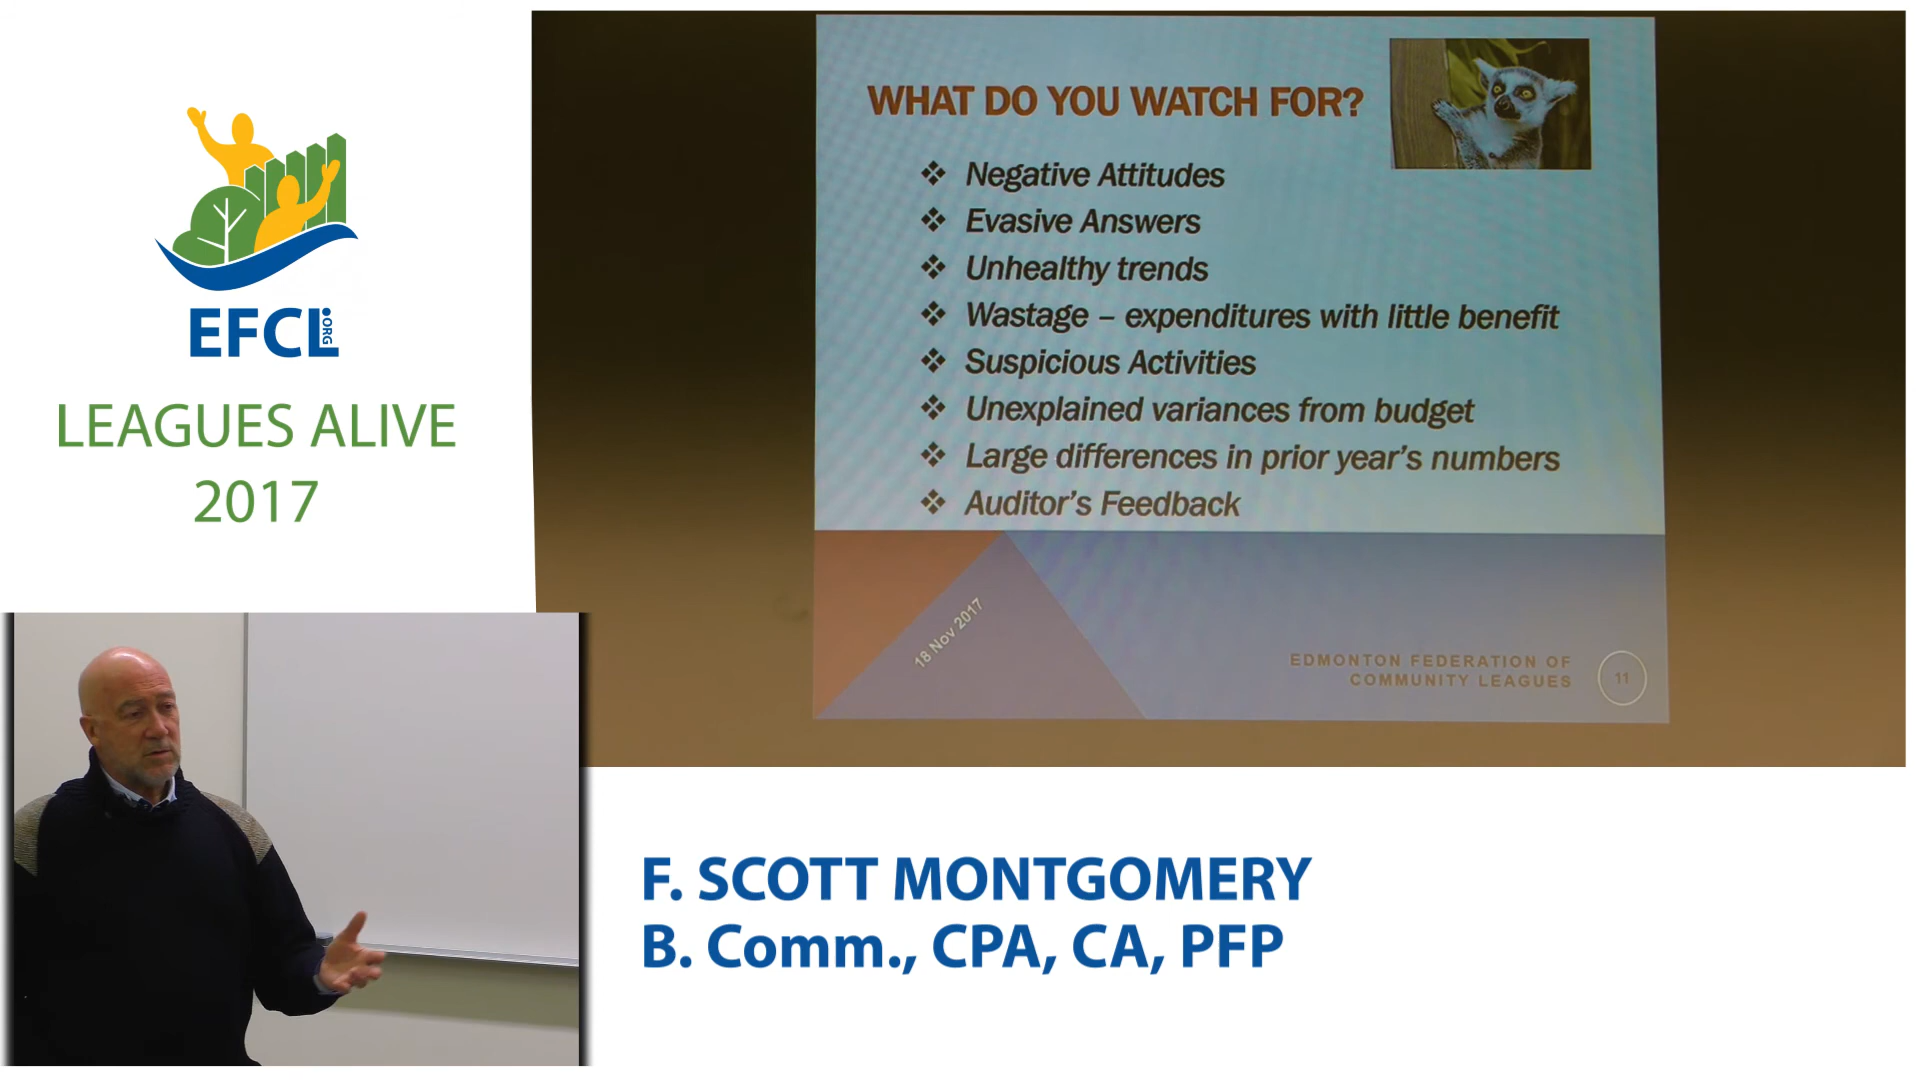 EFCL.ORG
LEAGUES ALIVE
2017
WHAT DO YOU WATCH FOR?
❖ Negative Attitudes
❖ Evasive Answers
❖ Unhealthy trends
❖ Wastage – expenditures with little benefit
❖ Suspicious Activities
❖ Unexplained variances from budget
❖ Large differences in prior year's numbers
❖ Auditor's Feedback
18 Nov 2017
EDMONTON FEDERATION OF
COMMUNITY LEAGUES
11
F. SCOTT MONTGOMERY
B. Comm., CPA, CA, PFP